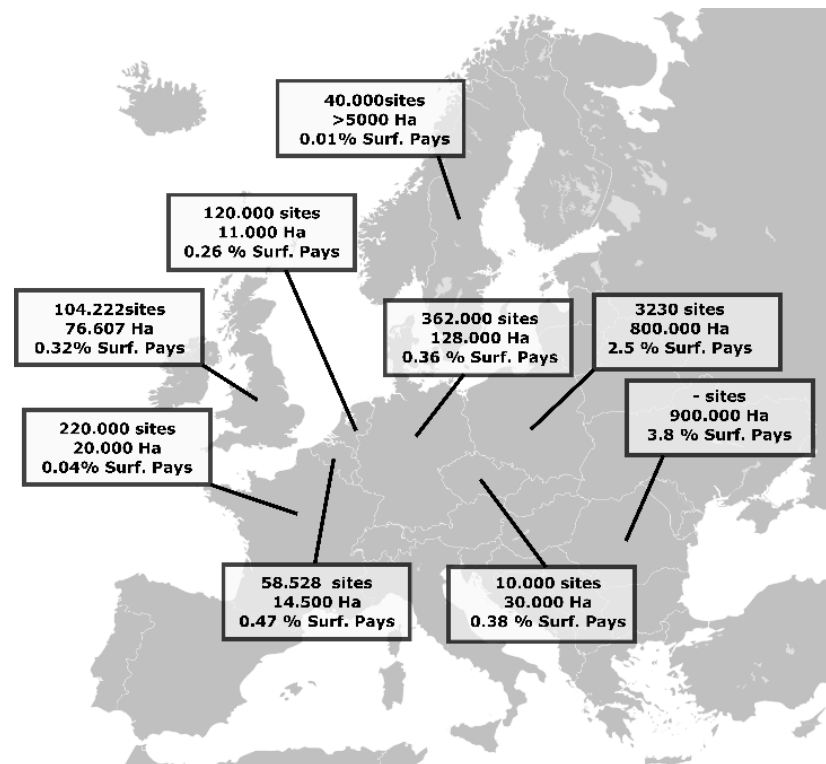 40.000sites
>5000 Ha
0.01% Surf. Pays
120.000 sites
11.000 Ha
0.26 % Surf. Pays
104.222sites
76.607 Ha
0.32% Surf. Pays
362.000 sites
128.000 Ha
0.36 % Surf. Pays
3230 sites
800.000 Ha
2.5 % Surf. Pays
- sites
900.000 Ha
3.8 % Surf. Pays
220.000 sites
20.000 Ha
0.04% Surf. Pays
58.528 sites
14.500 Ha
0.47 % Surf. Pays
10.000 sites
30.000 Ha
0.38 % Surf. Pays